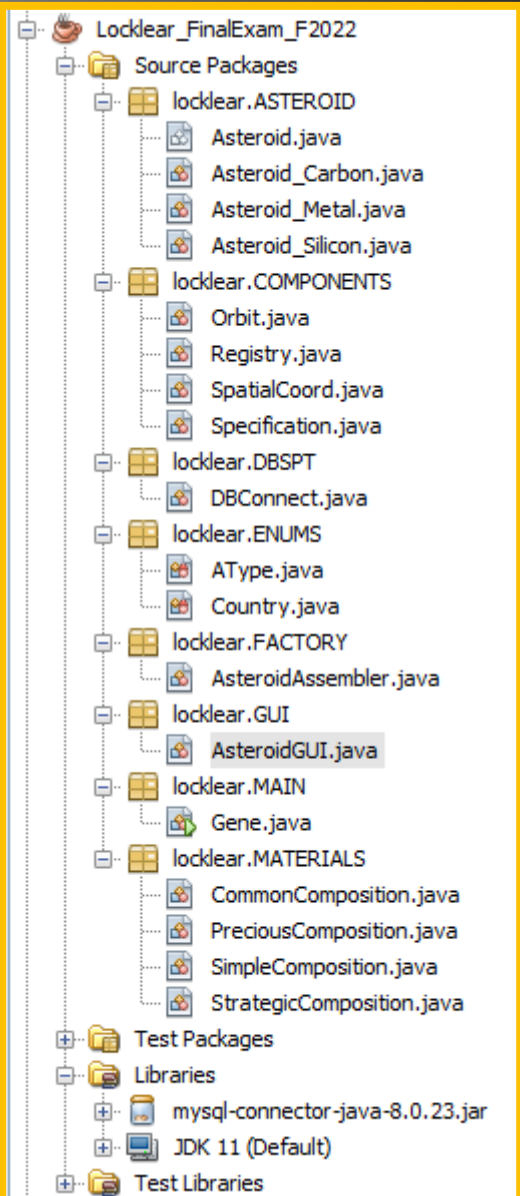 Locklear_FinalExam_F2022
Source Packages
locklear.ASTEROID
Asteroid.java
Asteroid_Carbon.java
Asteroid_Metal.java
Asteroid_Silicon.java
locklear.COMPONENTS
Orbit.java
Registry.java
SpatialCoord.java
Specification.java
locklear.DBSPT
DBConnect.java
locklear.ENUMS
AType.java
Country.java
locklear.FACTORY
AsteroidAssembler.java
locklear.GUI
AsteroidGUI.java
locklear.MAIN
Gene.java
locklear.MATERIALS
CommonComposition.java
PreciousComposition.java
SimpleComposition.java
StrategicComposition.java
Test Packages
Libraries
mysql-connector-java-8.0.23.jar
JDK 11 (Default)
Test Libraries